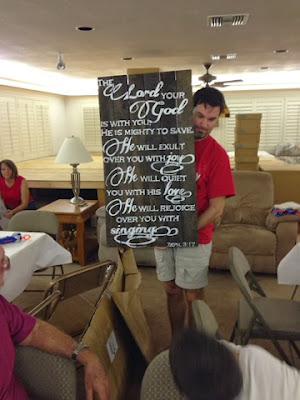 THE
Lord YOUR
God
IS WITH YOU,
HE IS MIGHTY TO SAVE.
He WILL EXULT
OVER YOU WITH joy
He WILL QUIET
YOU WITH HIS love
He WILL REJOICE
OVER YOU WITH
singing
ZEPH. 3:17